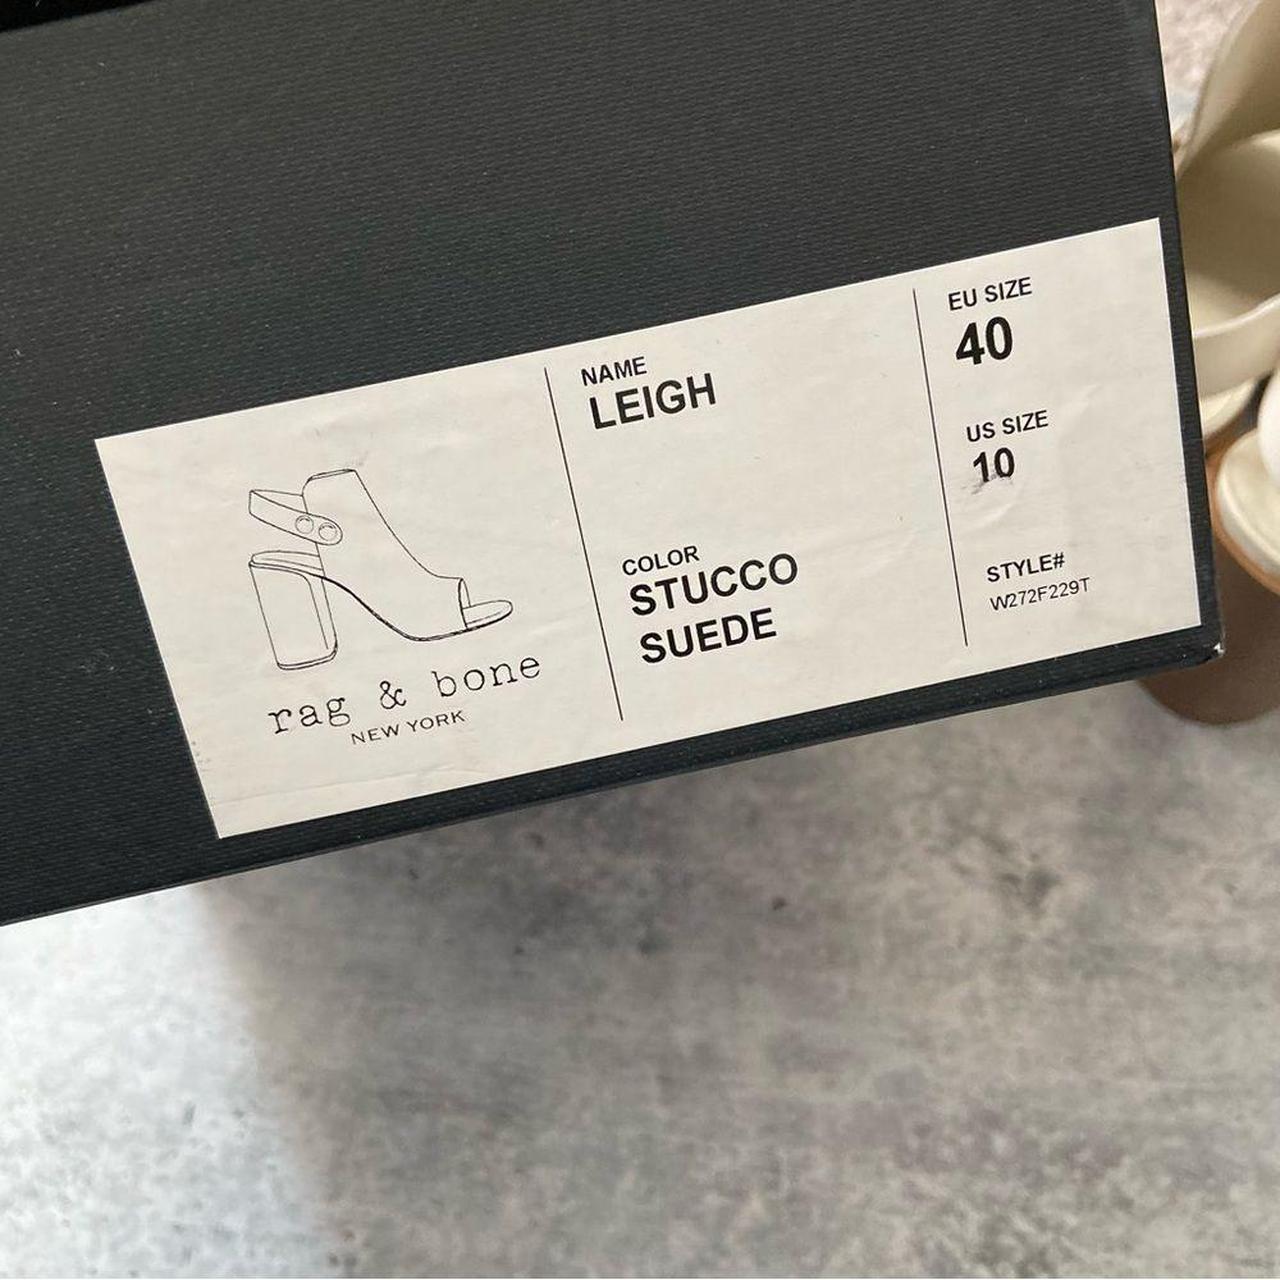 rag & bone
NEW YORK
NAME
LEIGH
COLOR
STUCCO
SUEDE
EU SIZE
40
US SIZE
10
STYLE#
W272F229T